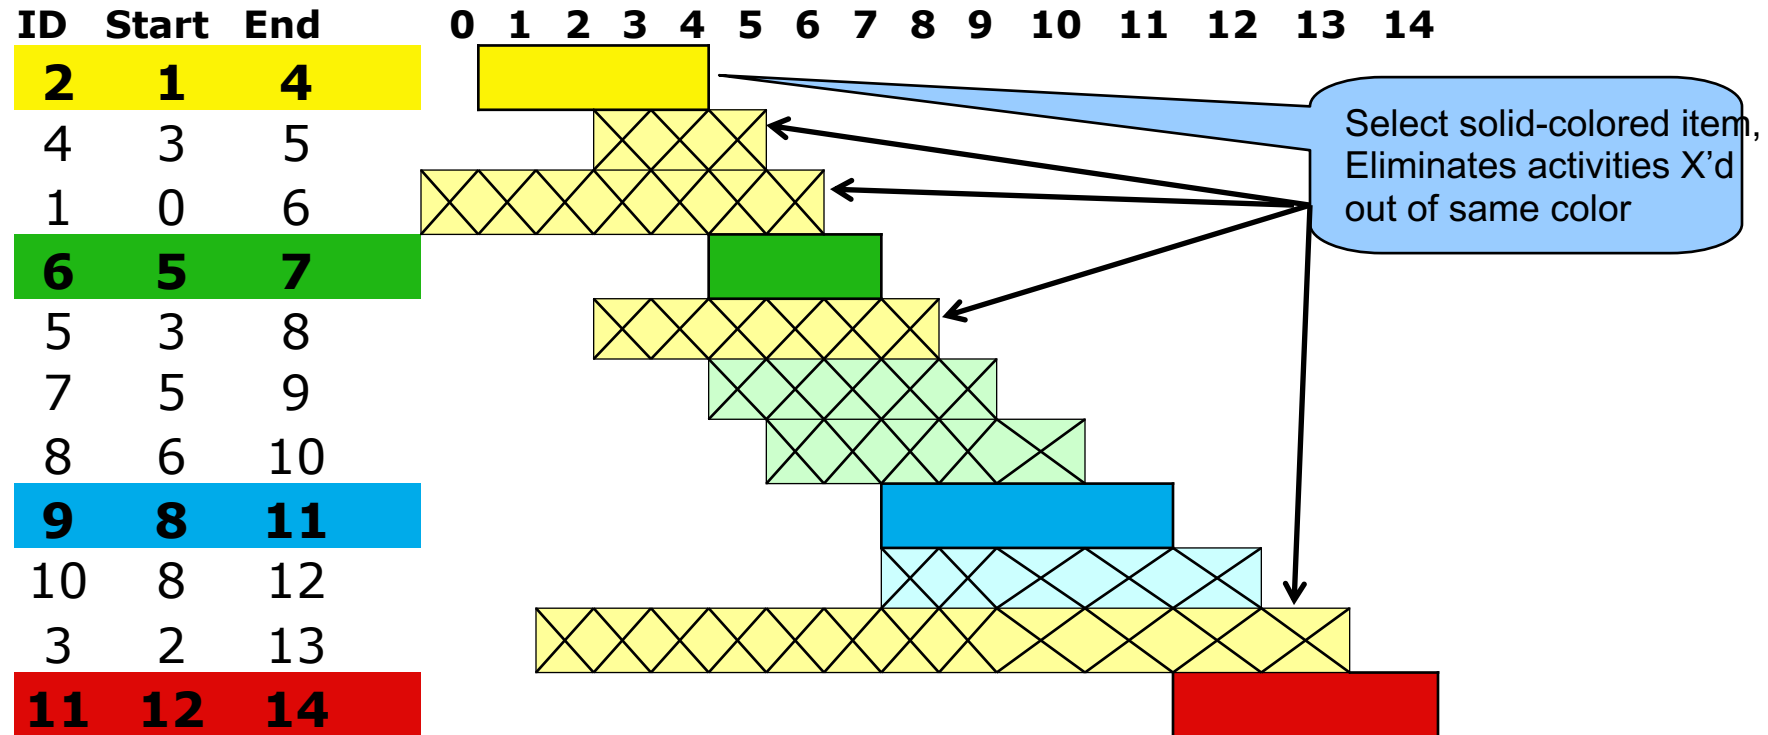 ID Start End 0 1 2 3 4 5 6 7 8 9 10 11 12 13 14
2 1 4
4 3 5
1 0 6
6 5 7
5 3 8
7 5 9
8 6 10
9 8 11
10 8 12
3 2 13
11 12 14
Select solid-colored item,
Eliminates activities X’d
out of same color